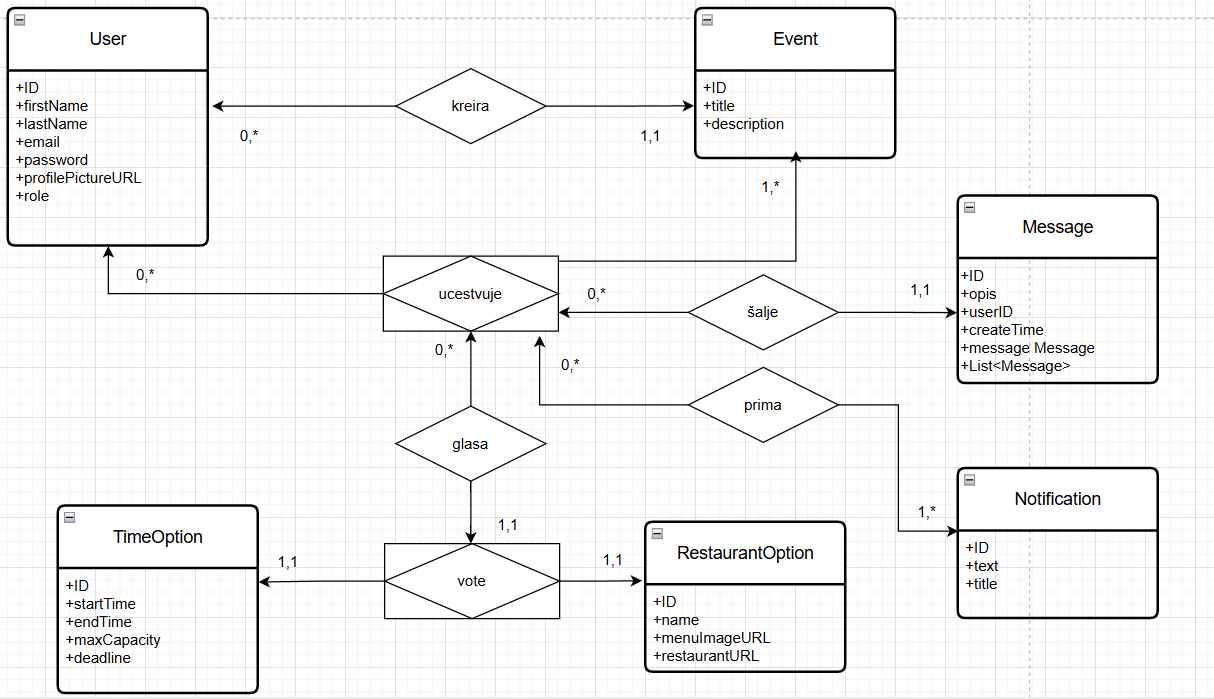 User
+ID
+firstName
+lastName
+email
+password
+profilePictureURL
+role
kreira
0,*
1,1
Event
+ID
+title
+description
1,*
0,*
ucestvuje
0,*
šalje
1,1
Message
+ID
+opis
+userID
+createTime
+message Message
+List<Message>
0,*
0,*
prima
1,*
glasa
1,1
Notification
+ID
+text
+title
TimeOption
+ID
+startTime
+endTime
+maxCapacity
+deadline
1,1
vote
1,1
RestaurantOption
+ID
+name
+menuImageURL
+restaurantURL